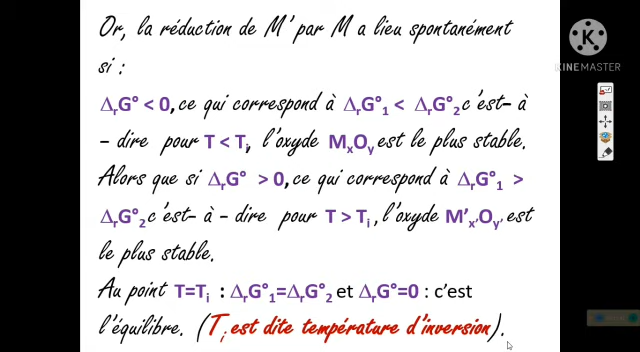 Or, la réduction de M' par M a lieu spontanément
si :
ΔrG° < 0, ce qui correspond à ΔrG°1 < ΔrG°2 c'est- à
- dire pour T < Ti, l'oxyde MxOy est le plus stable.
Alors que si ΔrG° > 0, ce qui correspond à ΔrG°1 >
ΔrG°2 c'est - à - dire pour T > Ti, l'oxyde M'x'Oy' est
le plus stable.
Au point T=Ti : ΔrG°1=ΔrG°2 et ΔrG°=0 : c'est
l'équilibre. (Ti est dite température d'inversion).
KINEMASTER